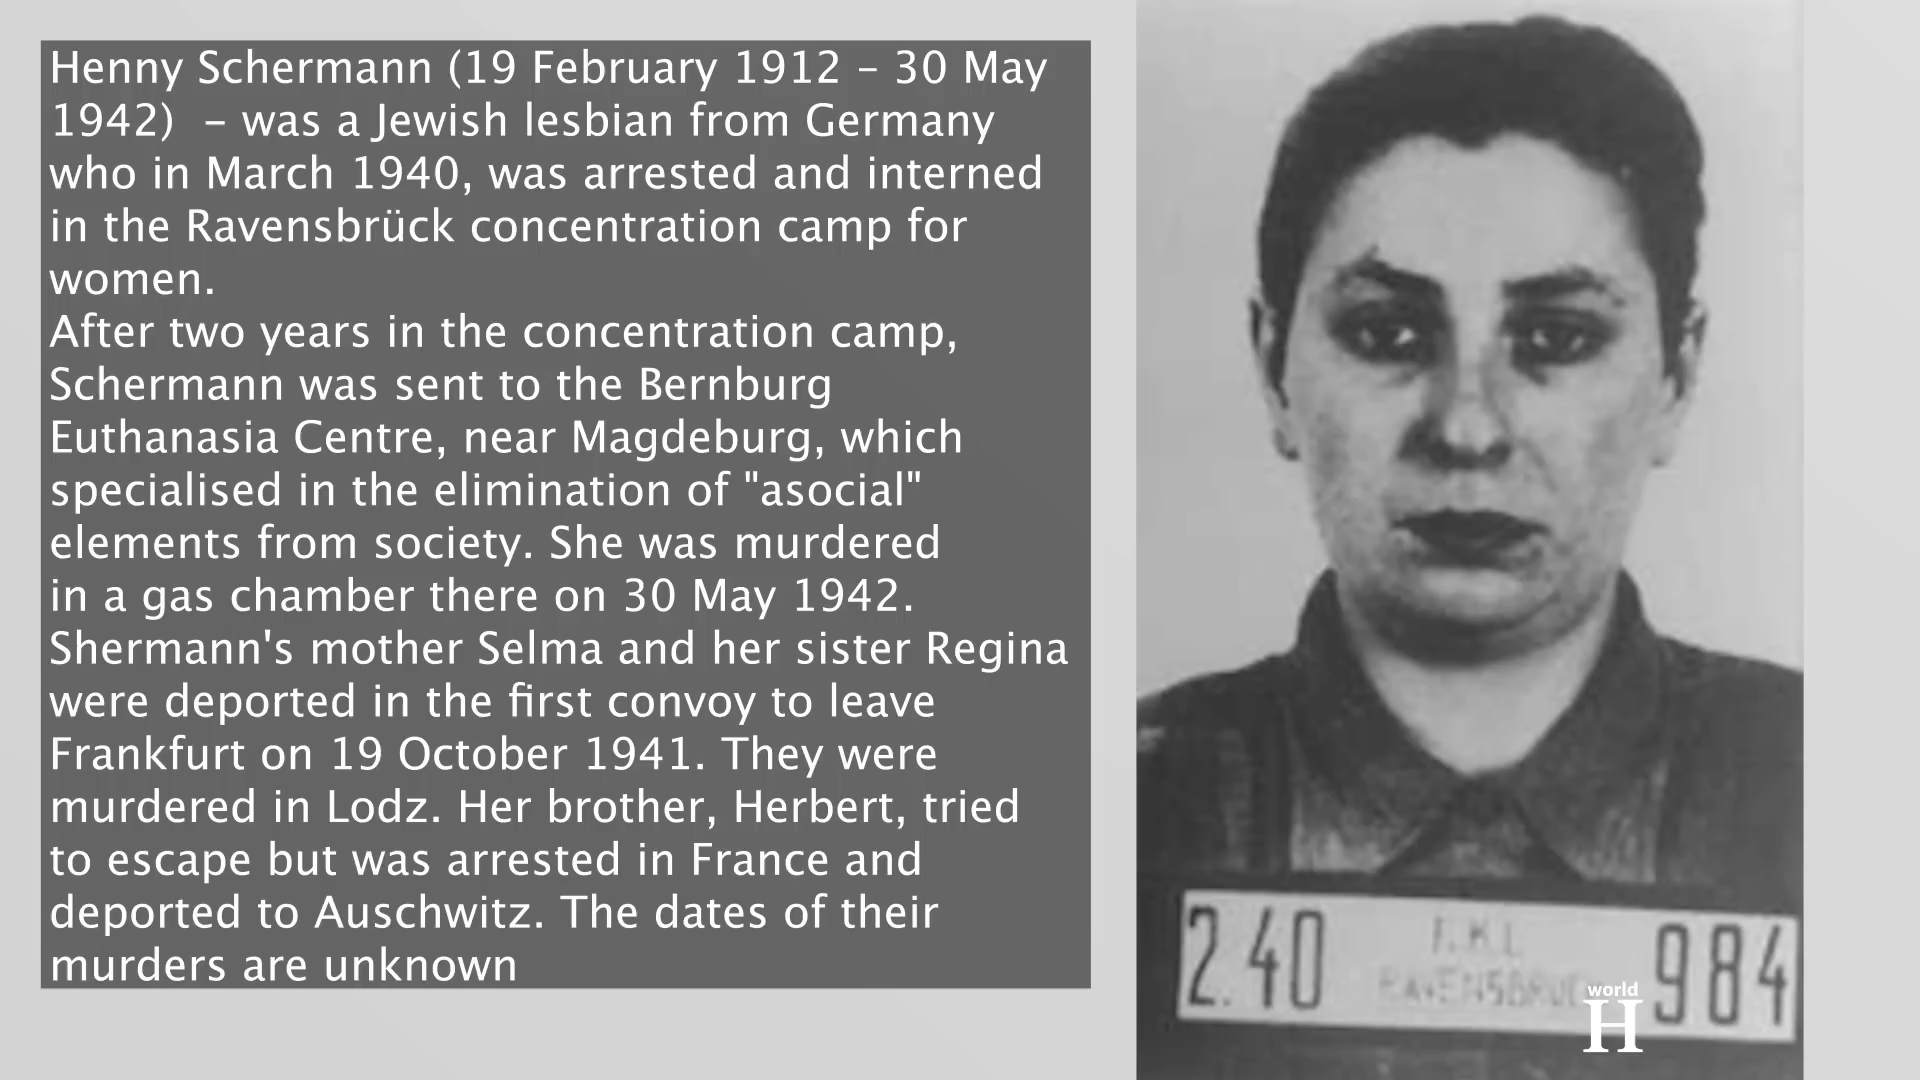 Henny Schermann (19 February 1912 – 30 May
1942)  – was a Jewish lesbian from Germany
who in March 1940, was arrested and interned
in the Ravensbrück concentration camp for
women.
After two years in the concentration camp,
Schermann was sent to the Bernburg
Euthanasia Centre, near Magdeburg, which
specialised in the elimination of "asocial"
elements from society. She was murdered
in a gas chamber there on 30 May 1942.
Shermann's mother Selma and her sister Regina
were deported in the first convoy to leave
Frankfurt on 19 October 1941. They were
murdered in Lodz. Her brother, Herbert, tried
to escape but was arrested in France and
deported to Auschwitz. The dates of their
murders are unknown
2.40 F.K.L. 984
world
H